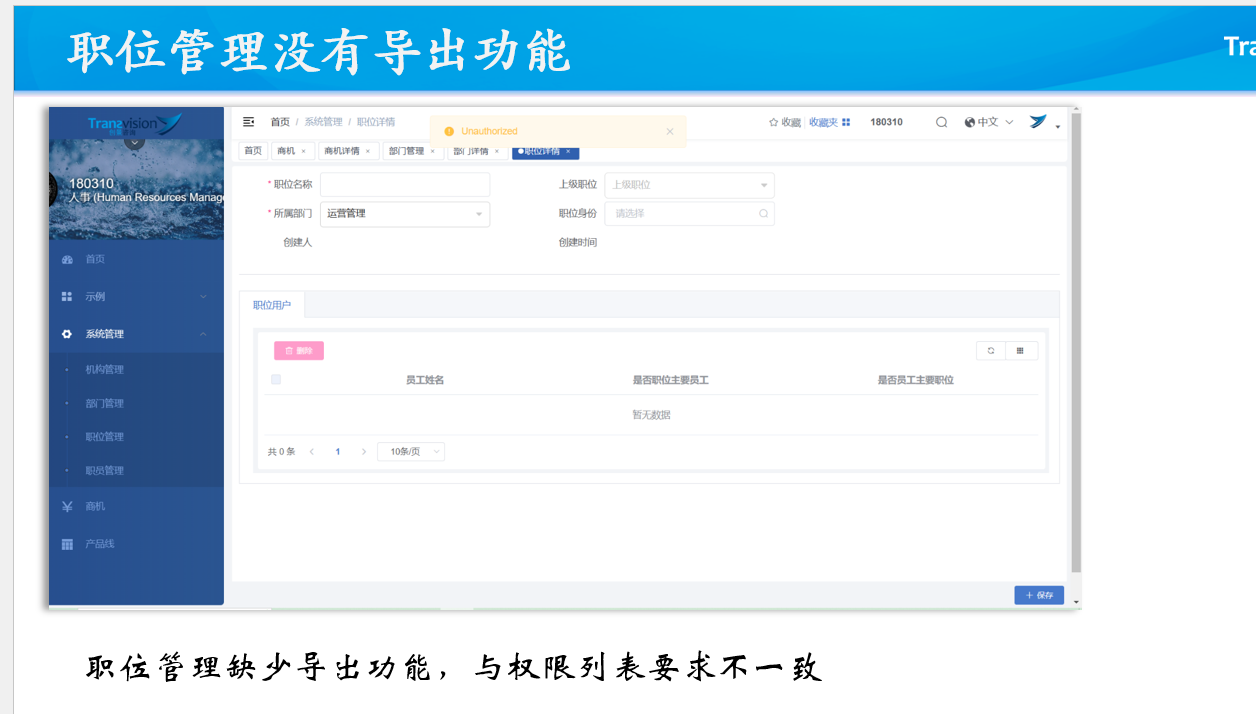 职位管理没有导出功能
Tra
Tranzvision
创景咨询
首页 / 系统管理 / 职位详情
Unauthorized
收藏 收藏夹
180310
中文
首页 商机 × 商机详情 × 部门管理 × 部门详情 × 职位详情 ×
180310
人事 (Human Resources Manag
* 职位名称
上级职位 上级职位
* 所属部门 运营管理
职位身份 请选择
创建人
创建时间
首页
示例
系统管理
机构管理
部门管理
职位管理
职员管理
商机
产品线
职位用户
删除
员工姓名 是否职位主要员工 是否员工主要职位
暂无数据
共 0 条 1 10条/页
+ 保存
职位管理缺少导出功能，与权限列表要求不一致